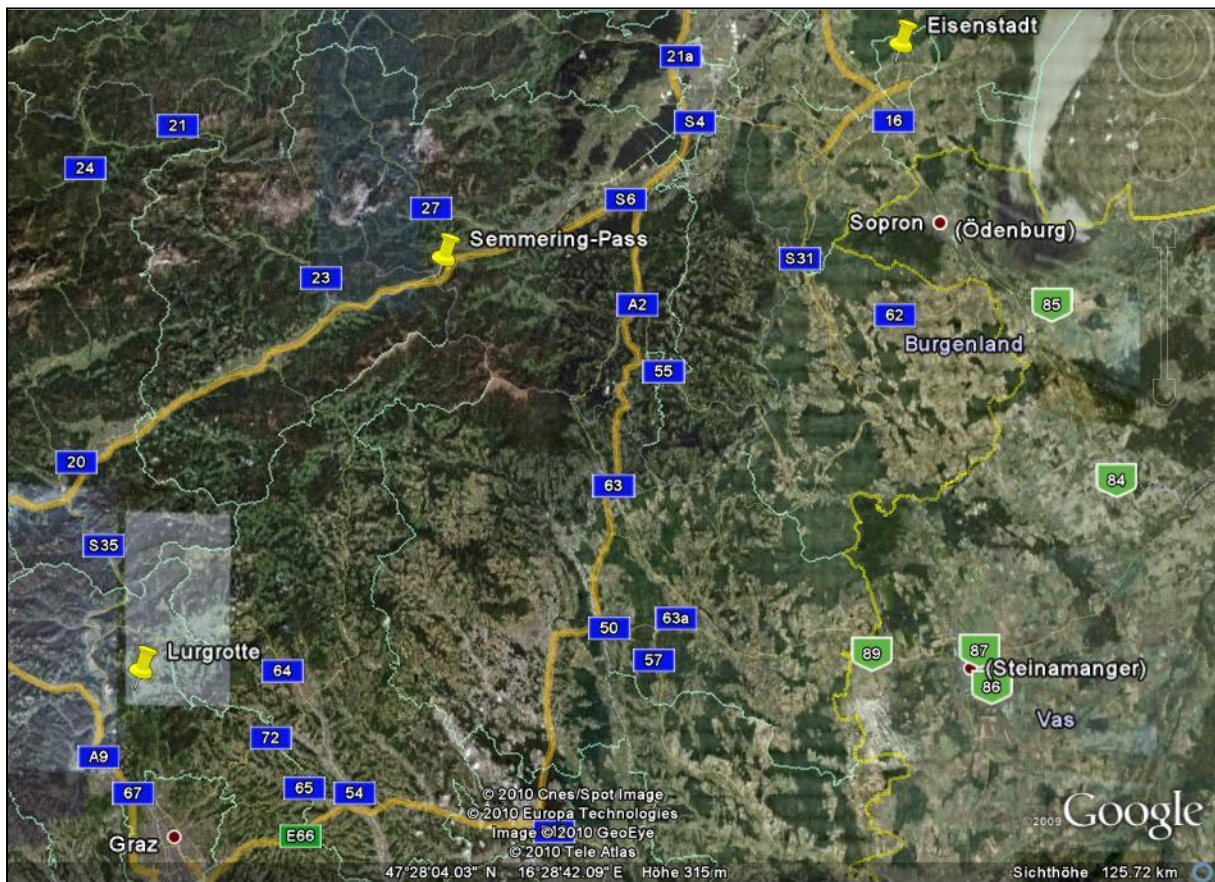 Eisenstadt
21a
21
S4
16
24
S6
27
Sopron
(Ödenburg)
Semmering-Pass
S31
23
A2
62
85
Burgenland
55
20
84
63
S35
50
63a
57
89
87
Lurgrotte
64
(Steinamanger)
86
Vas
72
A9
67
65
54
© 2010 Cnes/Spot Image
© 2010 Europa Technologies
Image © 2010 GeoEye
© 2010 Tele Atlas
©2009 Google
Graz
E66
47°28'04.03" N 16°28'42.09" E Höhe 315 m
Sichthöhe 125.72 km